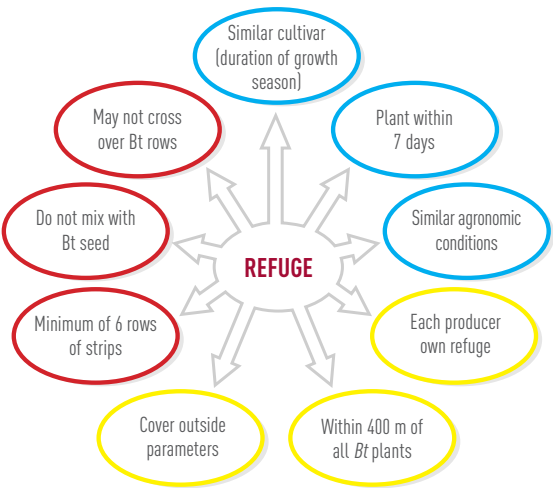 Similar cultivar
(duration of growth
season)
May not cross
over Bt rows
Plant within
7 days
Do not mix with
Bt seed
Similar agronomic
conditions
REFUGE
Minimum of 6 rows
of strips
Each producer
own refuge
Cover outside
parameters
Within 400 m of
all Bt plants